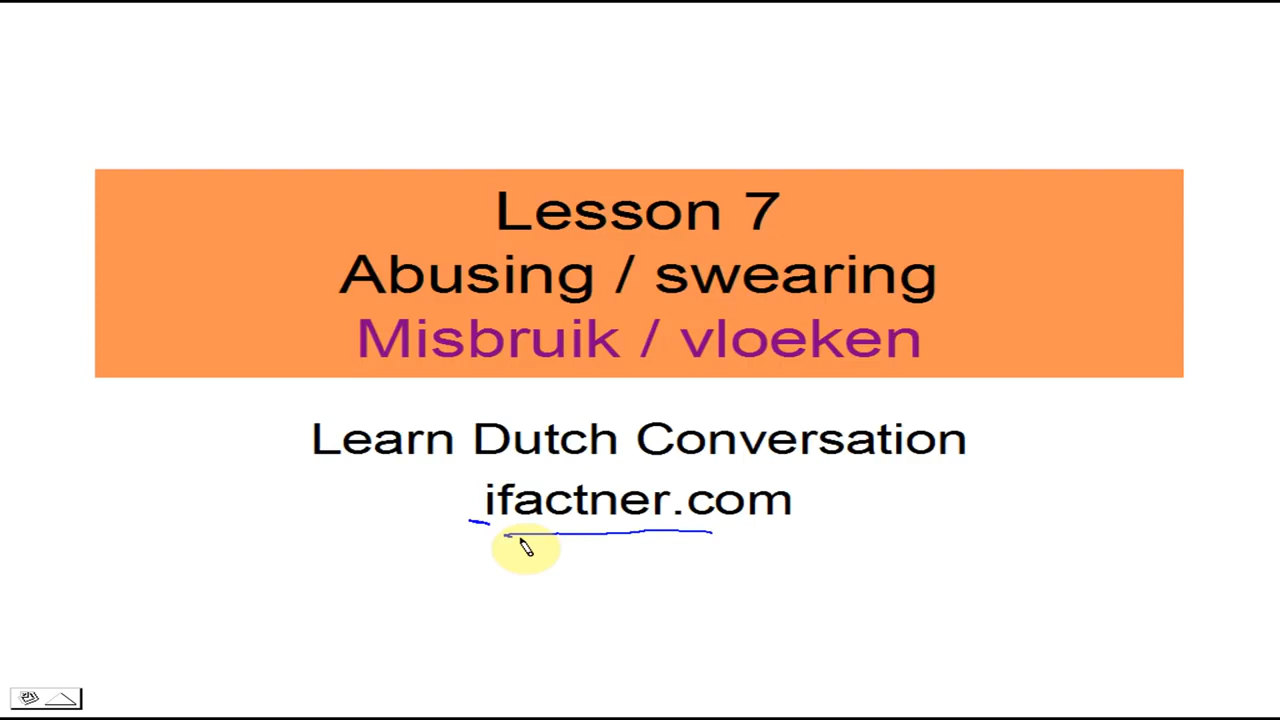 Lesson 7
Abusing / swearing
Misbruik / vloeken
Learn Dutch Conversation
ifactner.com